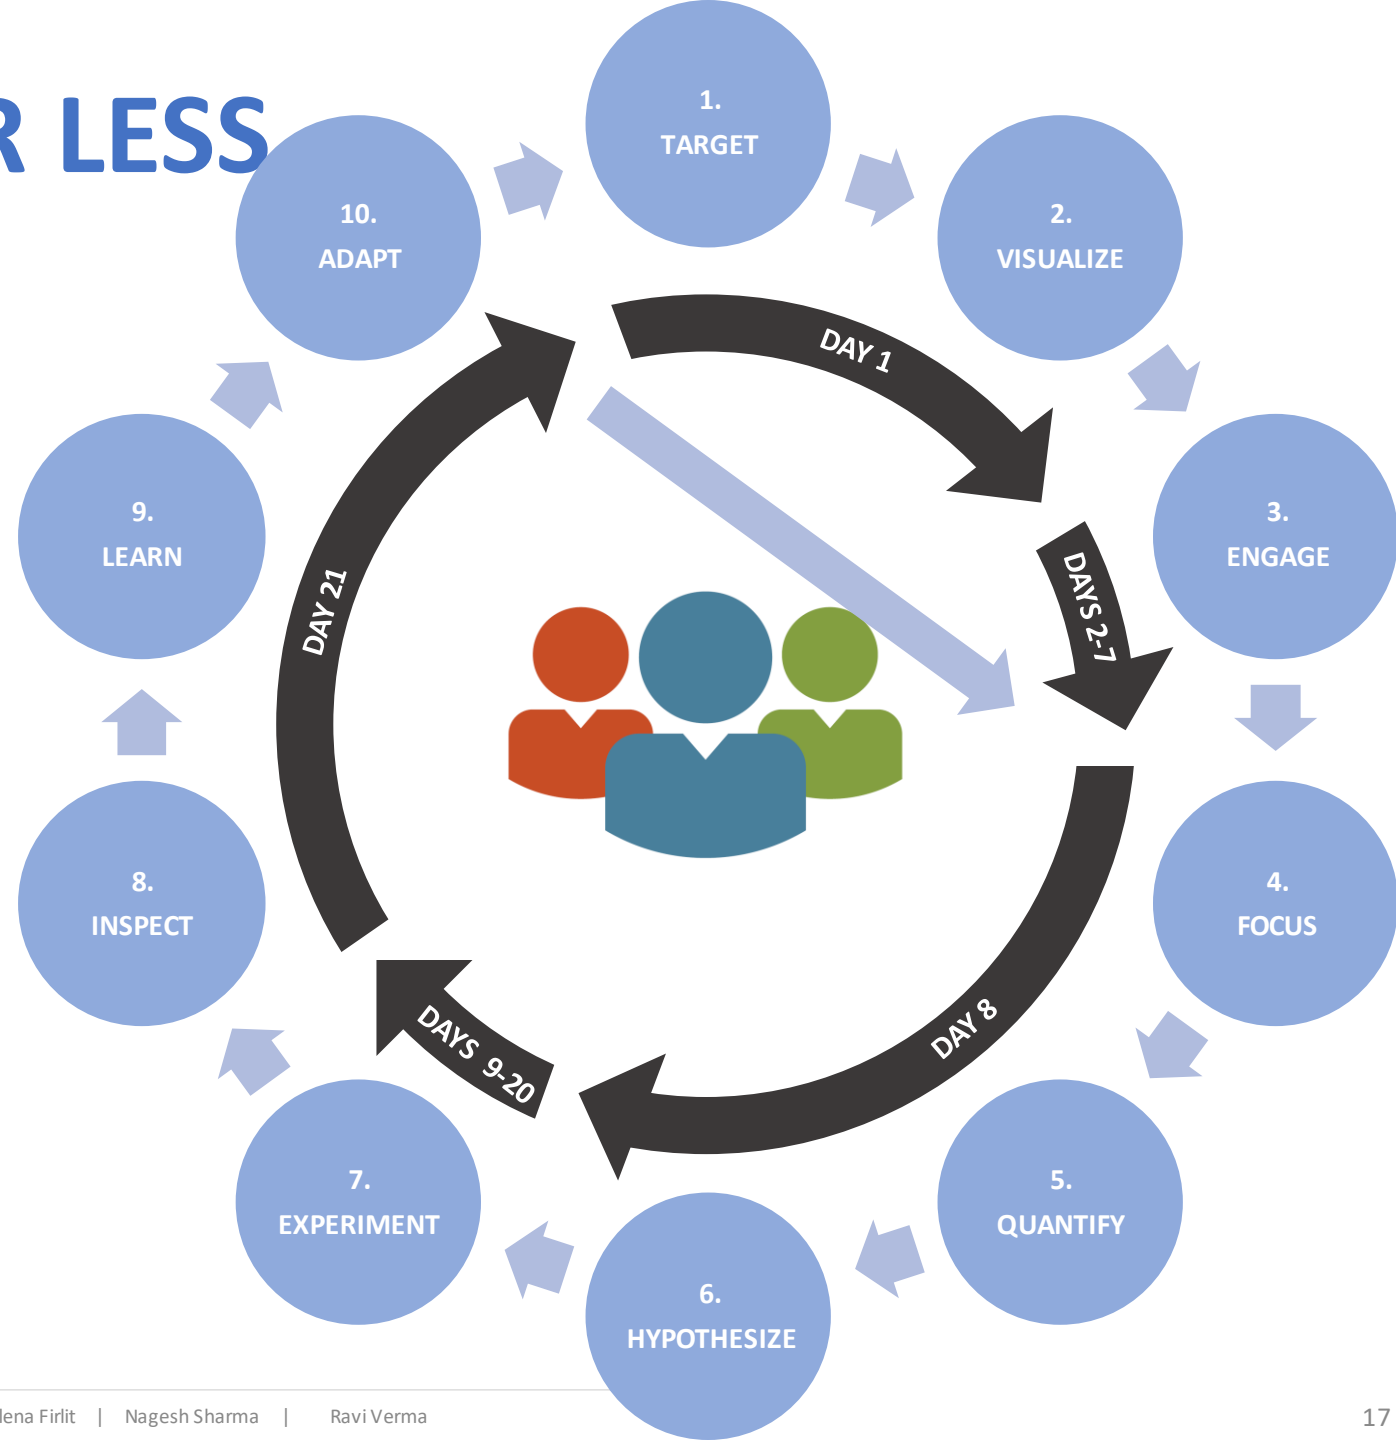 R LESS
1.
TARGET
2.
VISUALIZE
3.
ENGAGE
4.
FOCUS
5.
QUANTIFY
6.
HYPOTHESIZE
7.
EXPERIMENT
8.
INSPECT
9.
LEARN
10.
ADAPT
DAY 1
DAYS 2-7
DAY 8
DAYS 9-20
DAY 21
lena Firlit | Nagesh Sharma | Ravi Verma
17